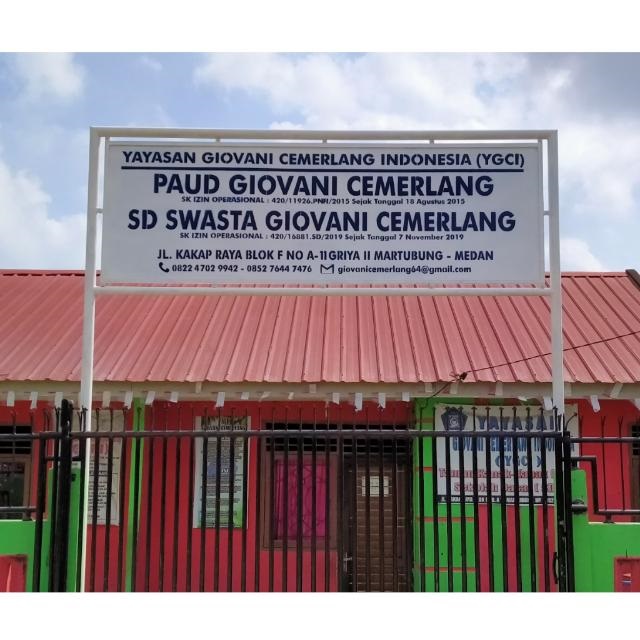 YAYASAN GIOVANI CEMERLANG INDONESIA (YGCI)
PAUD GIOVANI CEMERLANG
SK IZIN OPERASIONAL : 420/11926.PNFI/2015 Sejak Tanggal 18 Agustus 2015
SD SWASTA GIOVANI CEMERLANG
SK IZIN OPERASIONAL : 420/16881.SD/2019 Sejak Tanggal 7 November 2019
JL. KAKAP RAYA BLOK F NO A-11 GRIYA II MARTUBUNG - MEDAN
0822 4702 9942 - 0852 7644 7476 giovanicemerlang64@gmail.com
YAYASAN